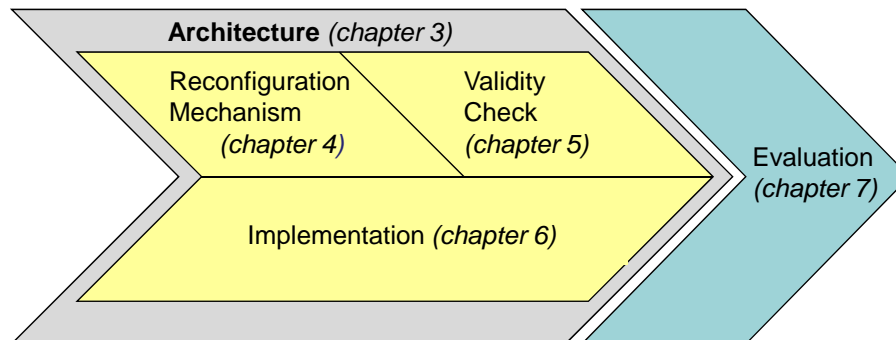 Architecture (chapter 3)
Reconfiguration
Mechanism
(chapter 4)
Validity
Check
(chapter 5)
Evaluation
(chapter 7)
Implementation (chapter 6)